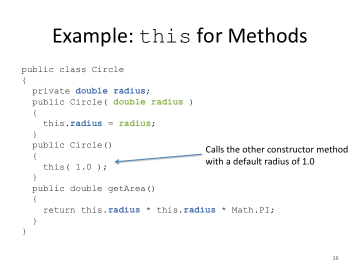 Example: this for Methods
public class Circle
{
private double radius;
public Circle( double radius )
{
this.radius = radius;
}
public Circle()
{
this( 1.0 );
}
public double getArea()
{
return this.radius * this.radius * Math.PI;
}
}
Calls the other constructor method
with a default radius of 1.0
38